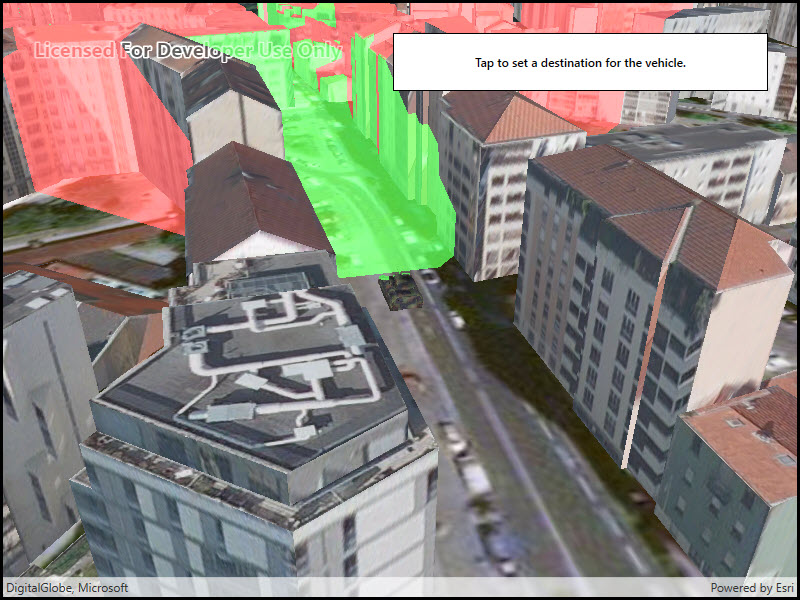 Licensed For Developer Use Only
Tap to set a destination for the vehicle.
DigitalGlobe, Microsoft
Powered by Esri